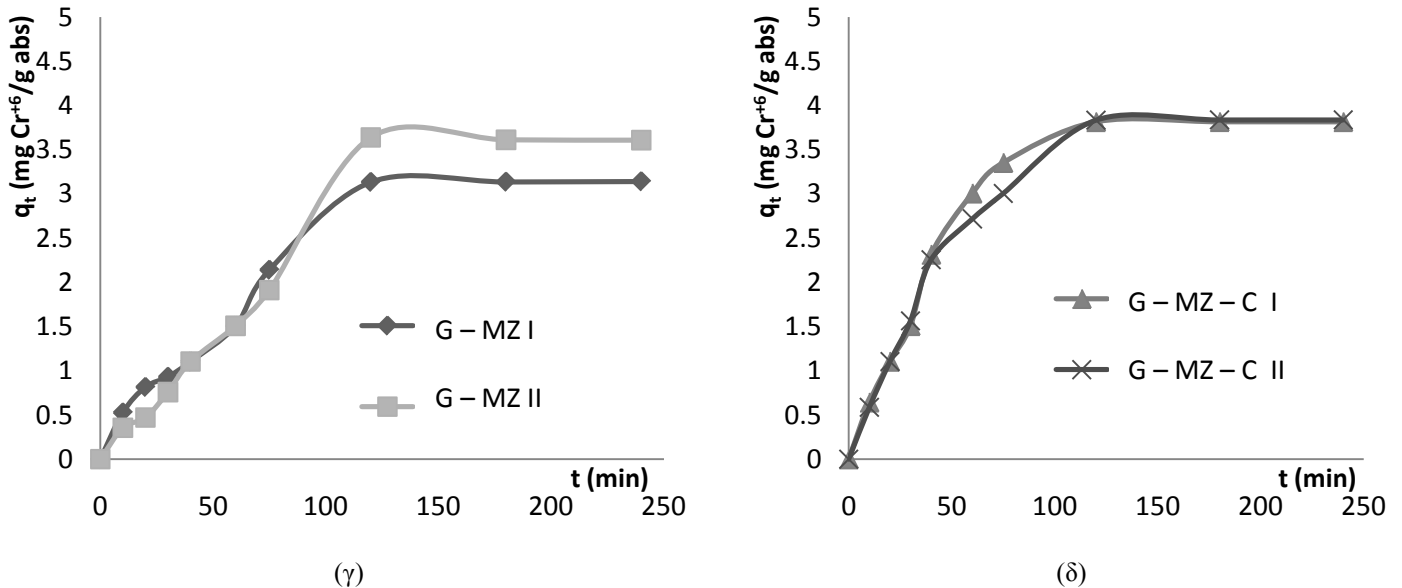 q_t (mg Cr⁺⁶/g abs)
5
4.5
4
3.5
3
2.5
2
1.5
1
0.5
0
0 50 100 150 200 250
t (min)
G – MZ I
G – MZ II
(γ)
q_t (mg Cr⁺⁶/g abs)
5
4.5
4
3.5
3
2.5
2
1.5
1
0.5
0
0 50 100 150 200 250
t (min)
G – MZ – C I
G – MZ – C II
(δ)